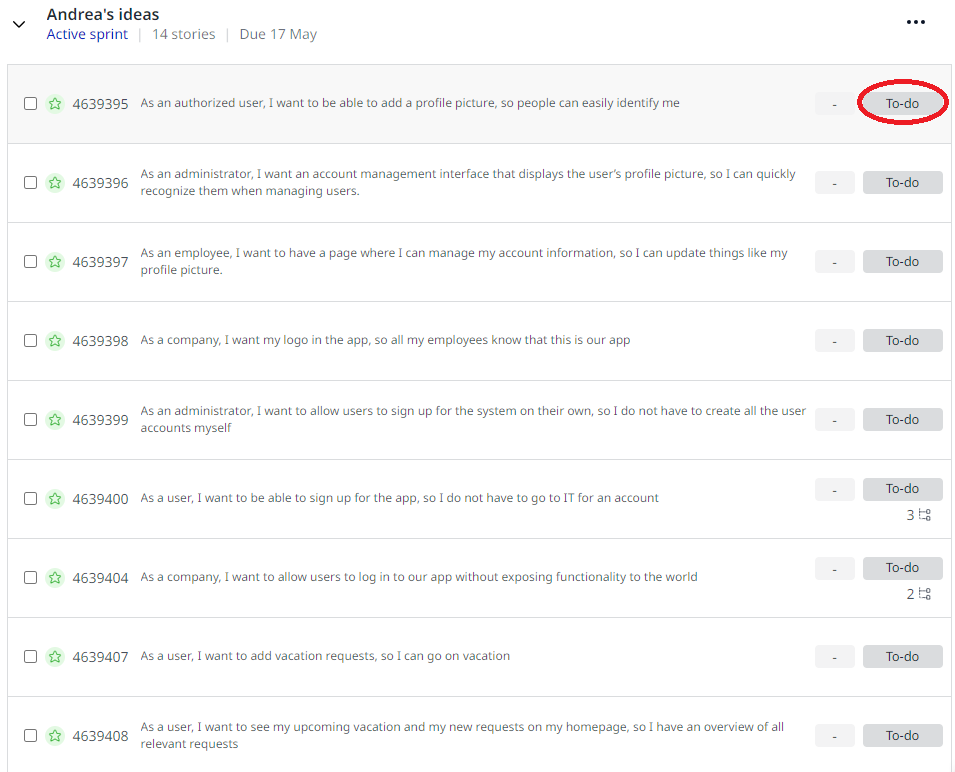 Andrea's ideas
Active sprint | 14 stories | Due 17 May
4639395 As an authorized user, I want to be able to add a profile picture, so people can easily identify me - To-do
4639396 As an administrator, I want an account management interface that displays the user’s profile picture, so I can quickly
recognize them when managing users. - To-do
4639397 As an employee, I want to have a page where I can manage my account information, so I can update things like my
profile picture. - To-do
4639398 As a company, I want my logo in the app, so all my employees know that this is our app - To-do
4639399 As an administrator, I want to allow users to sign up for the system on their own, so I do not have to create all the user
accounts myself - To-do
4639400 As a user, I want to be able to sign up for the app, so I do not have to go to IT for an account - To-do
3
4639404 As a company, I want to allow users to log in to our app without exposing functionality to the world - To-do
2
4639407 As a user, I want to add vacation requests, so I can go on vacation - To-do
4639408 As a user, I want to see my upcoming vacation and my new requests on my homepage, so I have an overview of all
relevant requests - To-do